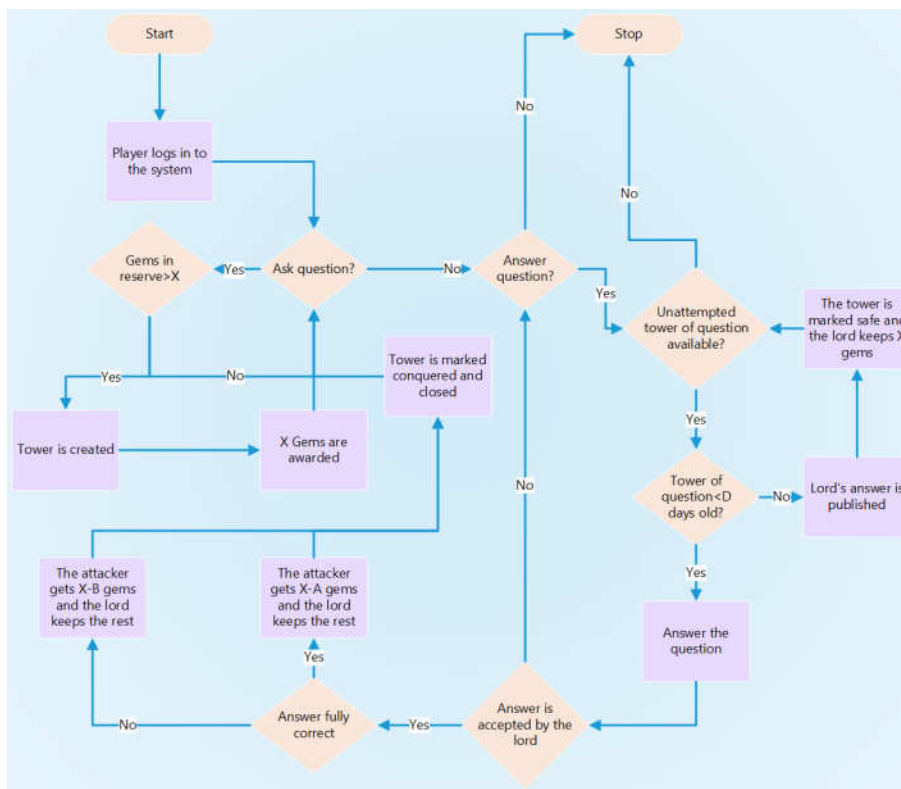 Start
Stop
No
Player logs in to
the system
No
Gems in
reserve>X
Yes
Ask question?
No
Answer
question?
Yes
Unattempted
tower of question
available?
The tower is
marked safe and
the lord keeps X
gems
Yes
No
Tower is marked
conquered and
closed
Tower is created
X Gems are
awarded
Yes
Tower of
question<D
days old?
No
Lord's answer is
published
No
The attacker
gets X-B gems
and the lord
keeps the rest
The attacker
gets X-A gems
and the lord
keeps the rest
Yes
Answer the
question
Yes
No
Answer fully
correct
Yes
Answer is
accepted by the
lord